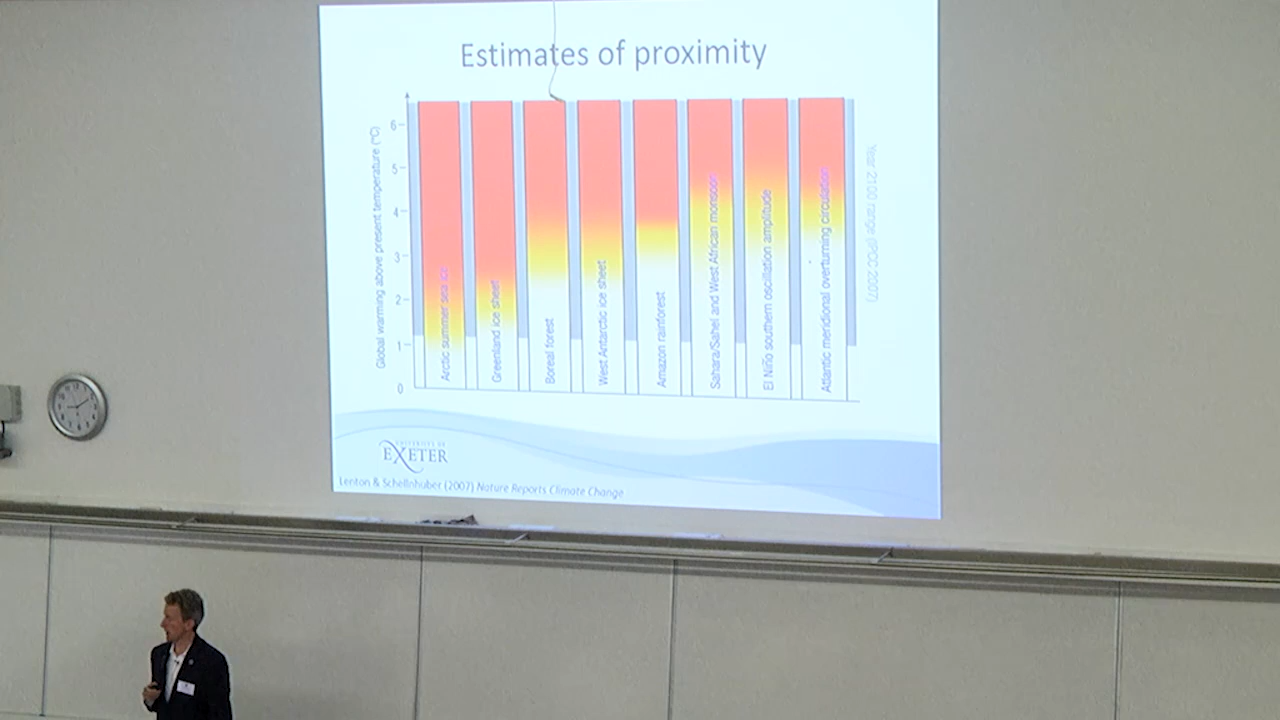 Estimates of proximity
Global warming above present temperature (°C)
6
5
4
3
2
1
0
Arctic summer sea ice
Greenland ice sheet
Boreal forest
West Antarctic ice sheet
Amazon rainforest
Sahara/Sahel and West African monsoon
El Niño southern oscillation amplitude
Atlantic meridional overturning circulation
Year 2100 range (IPCC 2007)
UNIVERSITY OF
EXETER
Lenton & Schellnhuber (2007) Nature Reports Climate Change